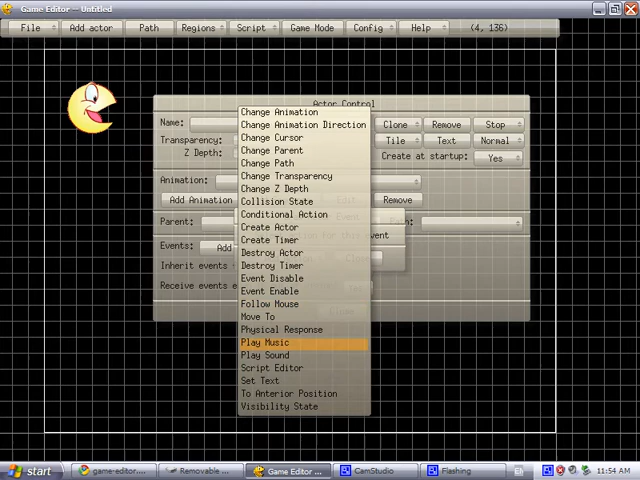 Game Editor — Untitled
File Add actor Path Regions Script Game Mode Config Help (4, 136)
Actor Control
Name: Clone Remove Stop
Transparency: Tile Text Normal
Z Depth: Create at startup: Yes
Animation:
Add Animation Edit Remove
Parent: Path:
Events: Add
Inherit events
Receive events
for this event
Change Animation
Change Animation Direction
Change Cursor
Change Parent
Change Path
Change Transparency
Change Z Depth
Collision State
Conditional Action
Create Actor
Create Timer
Destroy Actor
Destroy Timer
Event Disable
Event Enable
Follow Mouse
Move To
Physical Response
Play Music
Play Sound
Script Editor
Set Text
To Anterior Position
Visibility State
start game-editor.... Removable ... Game Editor ... CamStudio Flashing 11:54 AM